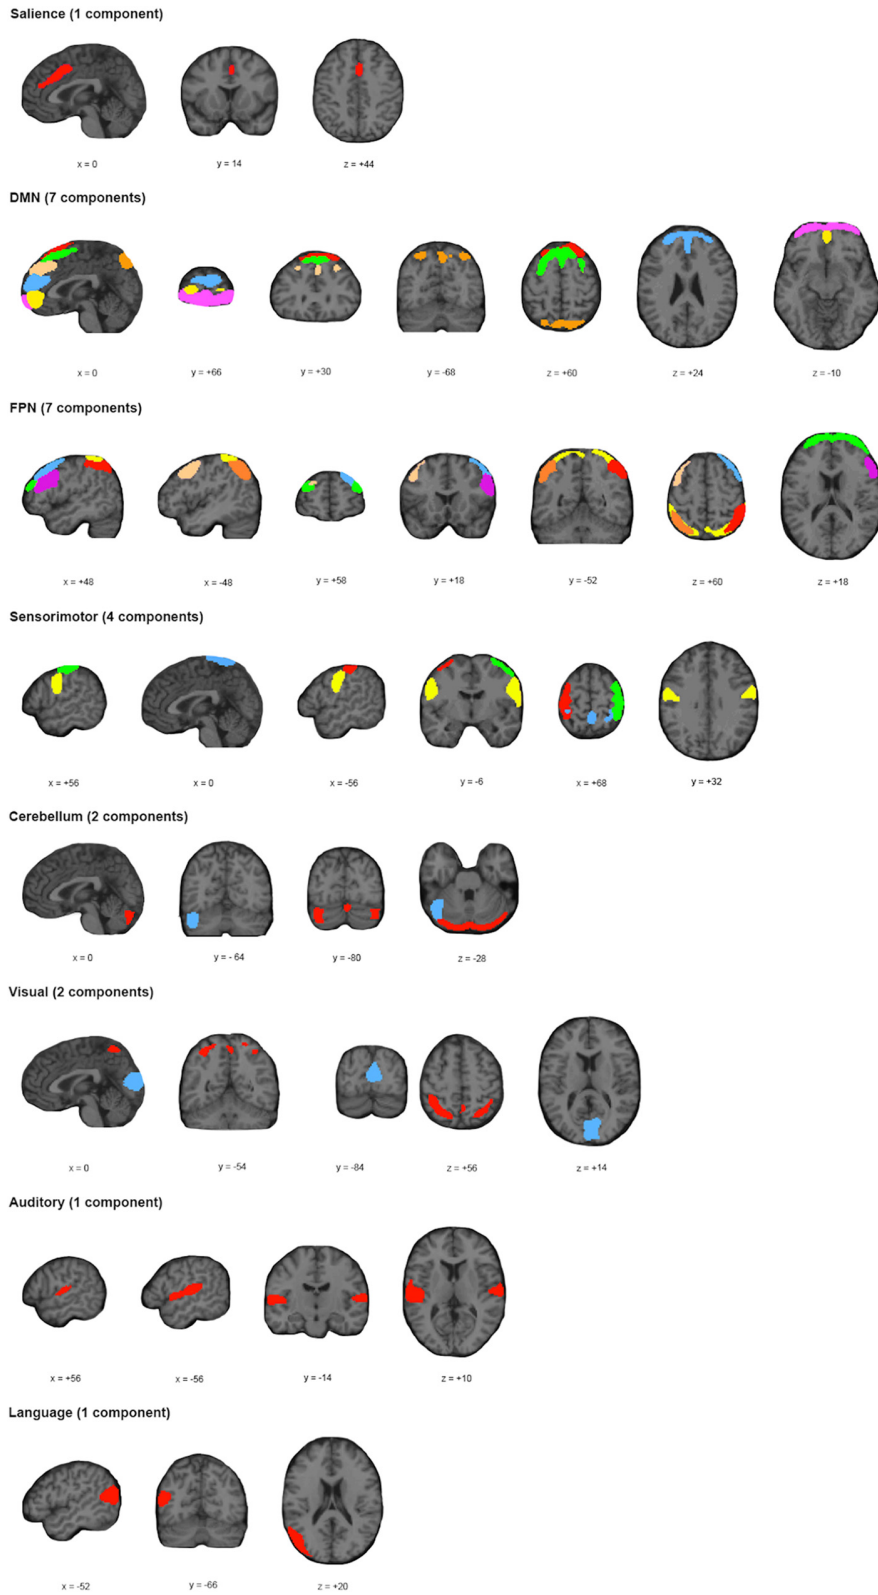 Salience (1 component)
x = 0 y = 14 z = +44
DMN (7 components)
x = 0 y = +66 y = +30 y = -68 z = +60 z = +24 z = -10
FPN (7 components)
x = +48 x = -48 y = +58 y = +18 y = -52 z = +60 z = +18
Sensorimotor (4 components)
x = +56 x = 0 x = -56 y = -6 x = +68 y = +32
Cerebellum (2 components)
x = 0 y = - 64 y = -80 z = -28
Visual (2 components)
x = 0 y = -54 y = -84 z = +56 z = +14
Auditory (1 component)
x = +56 x = -56 y = -14 z = +10
Language (1 component)
x = -52 y = -66 z = +20